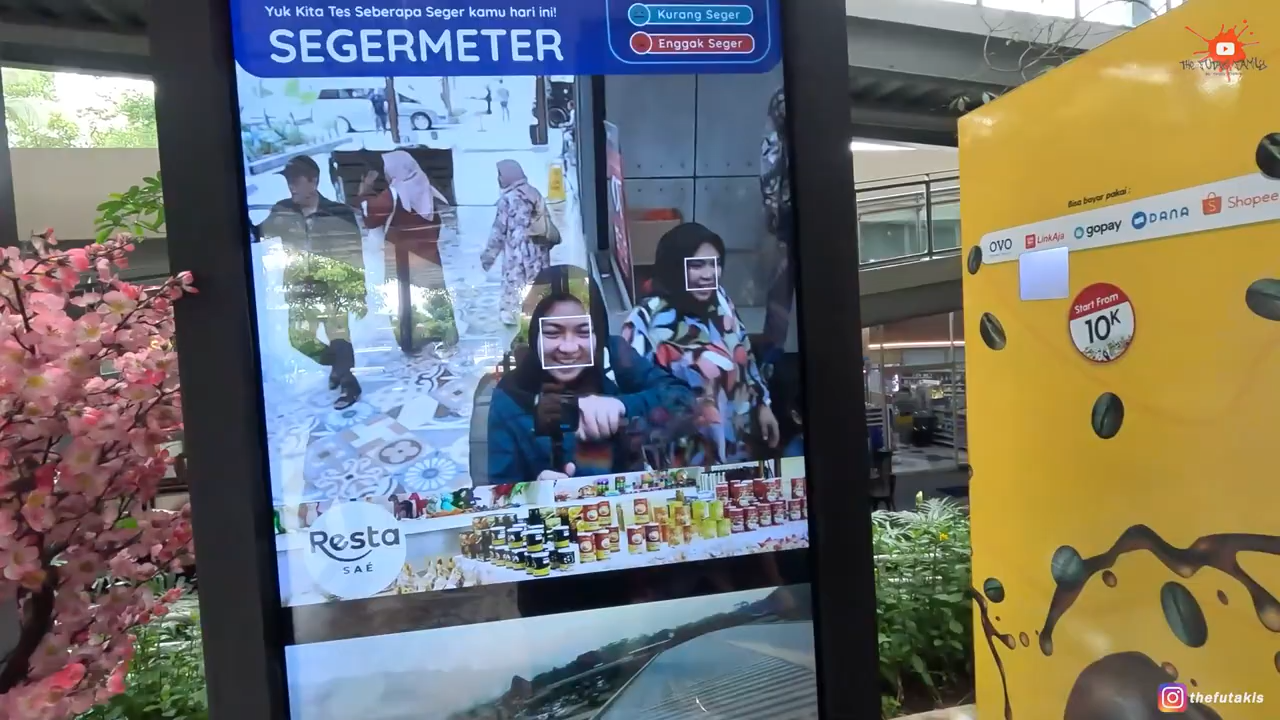 Yuk Kita Tes Seberapa Seger kamu hari ini!
SEGERMETER
Kurang Seger
Enggak Seger
Resta
SAÉ
Bisa bayar pakai :
OVO
LinkAja
gopay
DANA
Shopee
Start From
10K
thefutakis